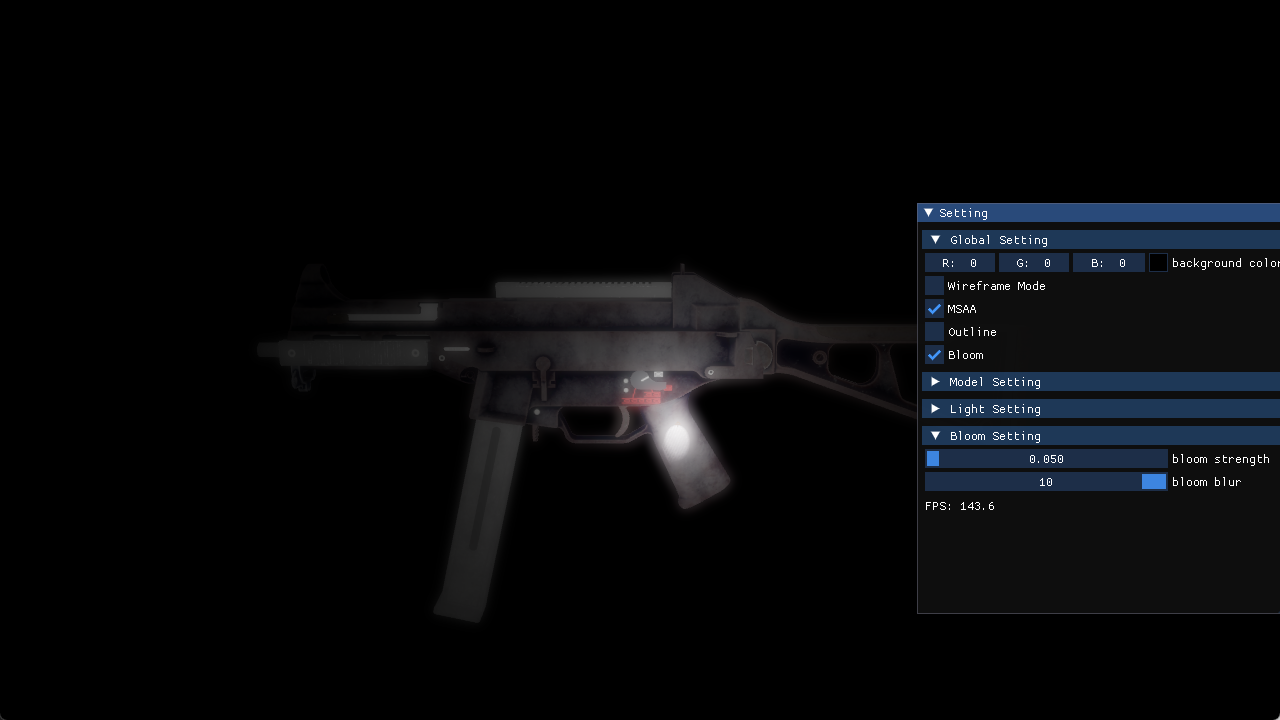 Setting
Global Setting
R: 0 G: 0 B: 0 background color
Wireframe Mode
MSAA
Outline
Bloom
Model Setting
Light Setting
Bloom Setting
0.050 bloom strength
10 bloom blur
FPS: 143.6